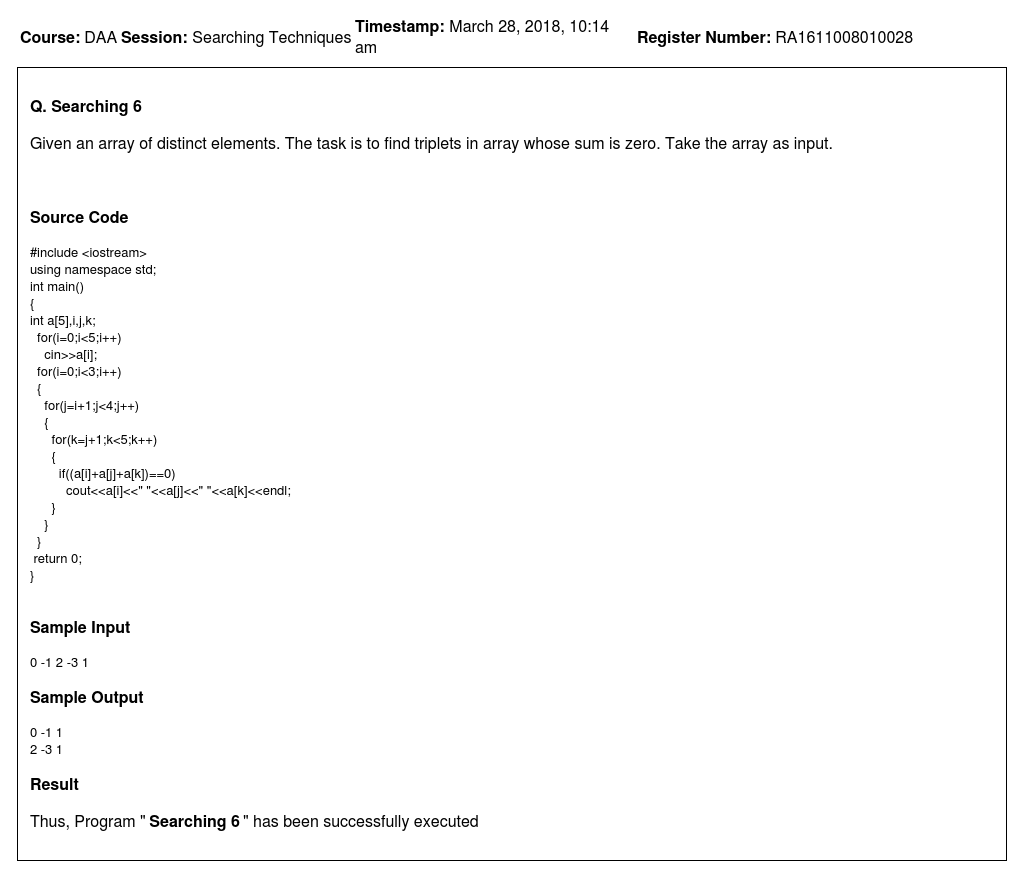 Course: DAA Session: Searching Techniques Timestamp: March 28, 2018, 10:14 am Register Number: RA1611008010028
Q. Searching 6
Given an array of distinct elements. The task is to find triplets in array whose sum is zero. Take the array as input.
Source Code
#include <iostream>
using namespace std;
int main()
{
int a[5],i,j,k;
  for(i=0;i<5;i++)
    cin>>a[i];
  for(i=0;i<3;i++)
  {
    for(j=i+1;j<4;j++)
    {
      for(k=j+1;k<5;k++)
      {
        if((a[i]+a[j]+a[k])==0)
          cout<<a[i]<<" "<<a[j]<<" "<<a[k]<<endl;
      }
    }
  }
 return 0;
}
Sample Input
0 -1 2 -3 1
Sample Output
0 -1 1
2 -3 1
Result
Thus, Program " Searching 6 " has been successfully executed